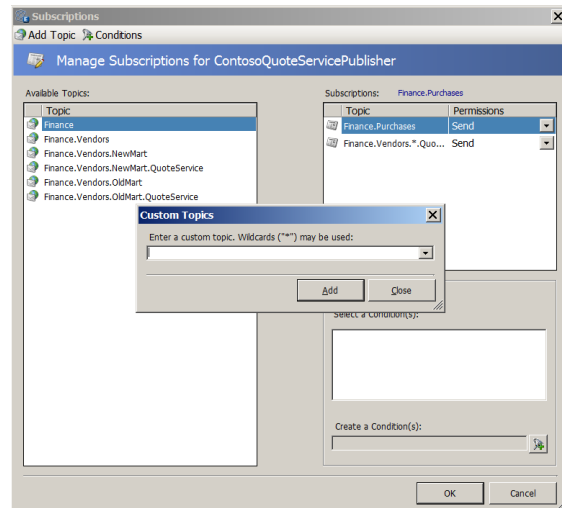 Subscriptions
Add Topic Conditions
Manage Subscriptions for ContosoQuoteServicePublisher
Available Topics:
Topic
Finance
Finance.Vendors
Finance.Vendors.NewMart
Finance.Vendors.NewMart.QuoteService
Finance.Vendors.OldMart
Finance.Vendors.OldMart.QuoteService
Subscriptions: Finance.Purchases
Topic Permissions
Finance.Purchases Send
Finance.Vendors.*.Quo... Send
Custom Topics
Enter a custom topic. Wildcards ("*") may be used:
Add Close
Select a Condition(s):
Create a Condition(s):
OK Cancel